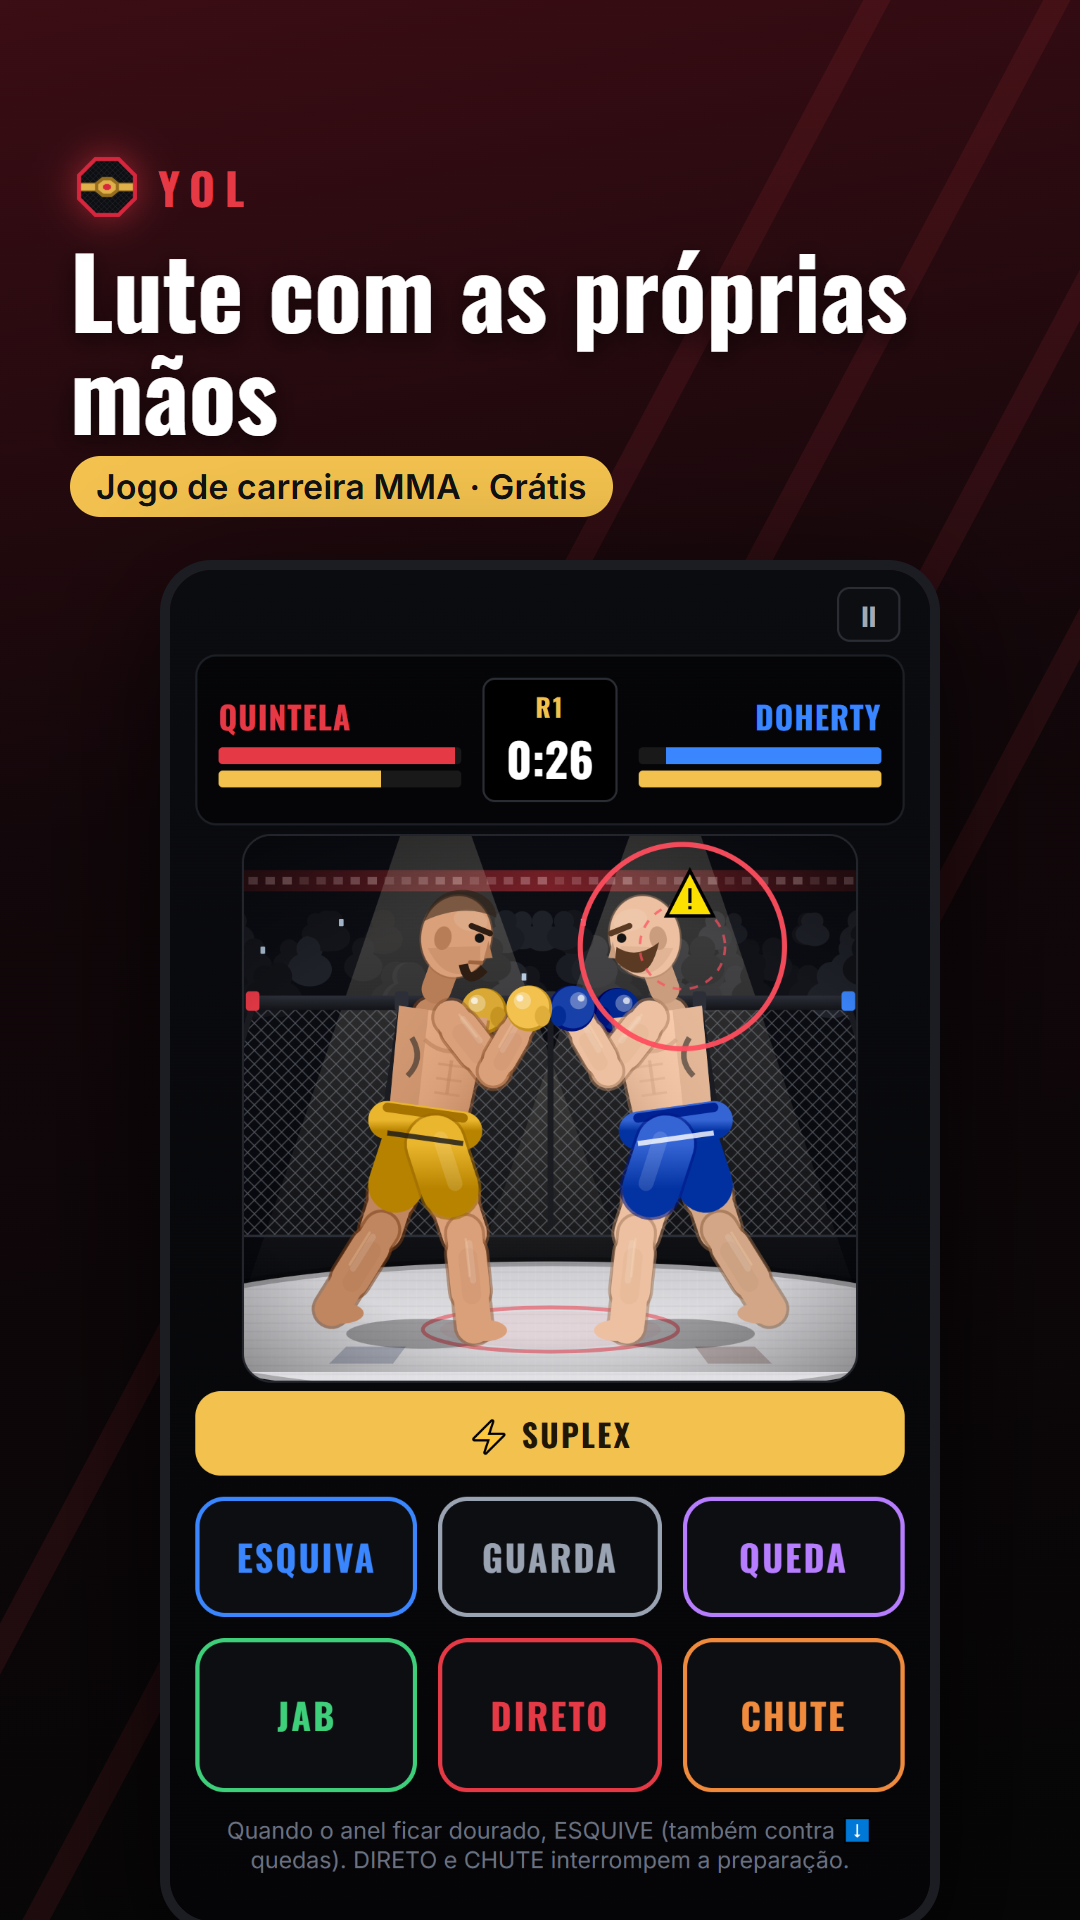 YOL
Lute com as próprias
mãos
Jogo de carreira MMA · Grátis
QUINTELA
R1
0:26
DOHERTY
SUPLEX
ESQUIVA
GUARDA
QUEDA
JAB
DIRETO
CHUTE
Quando o anel ficar dourado, ESQUIVE (também contra ⬇️
quedas). DIRETO e CHUTE interrompem a preparação.